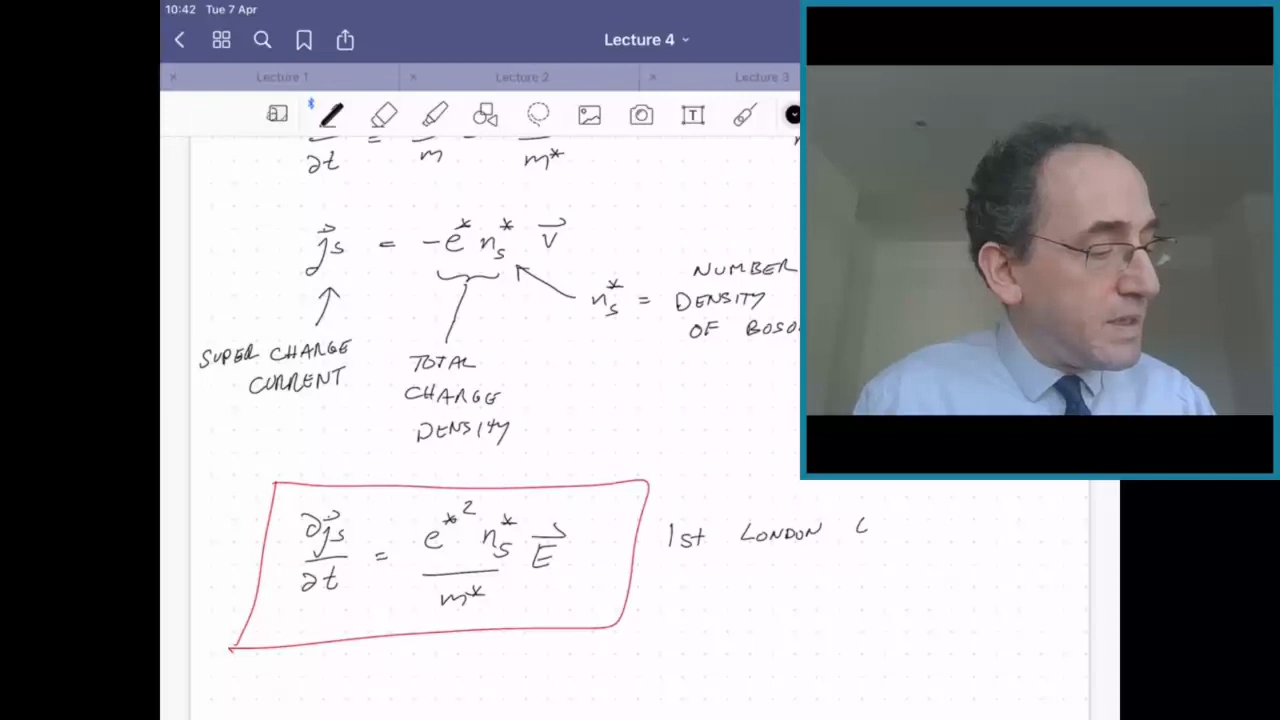 10:42 Tue 7 Apr
Lecture 4
Lecture 1
Lecture 2
Lecture 3
T
∂t = m m*
j⃗s = -e* ns* v⃗
ns* = NUMBER
DENSITY
OF BOSO
SUPER CHARGE
CURRENT
TOTAL
CHARGE
DENSITY
∂j⃗s/∂t = e*² ns*/m* E⃗
1st LONDON